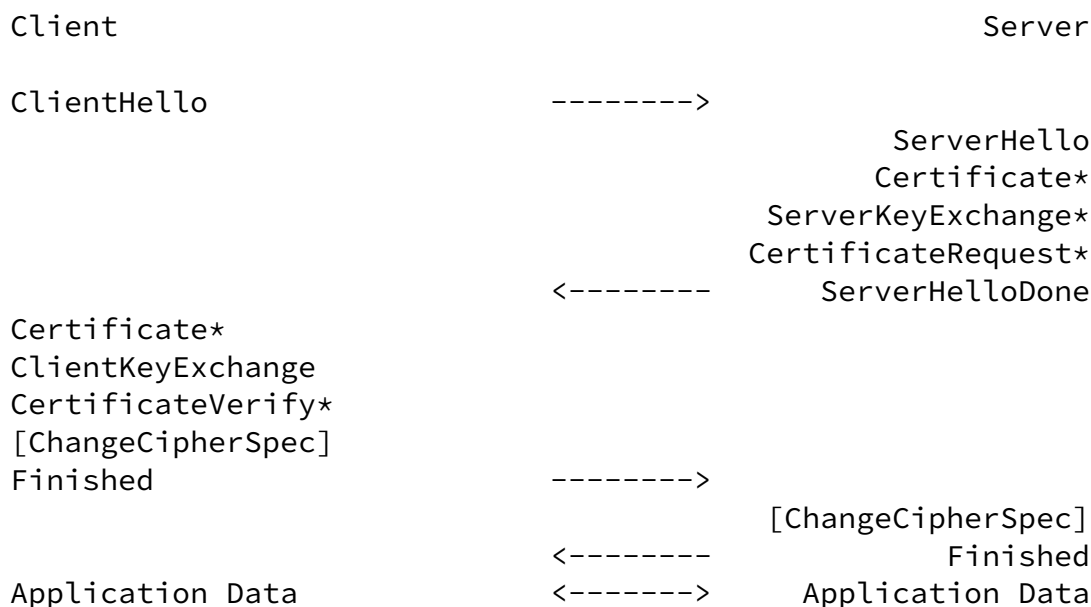 Client                                               Server

ClientHello                  -------->
                                                ServerHello
                                               Certificate*
                                         ServerKeyExchange*
                                        CertificateRequest*
                             <--------      ServerHelloDone
Certificate*
ClientKeyExchange
CertificateVerify*
[ChangeCipherSpec]
Finished                     -------->
                                         [ChangeCipherSpec]
                             <--------             Finished
Application Data             <------->     Application Data